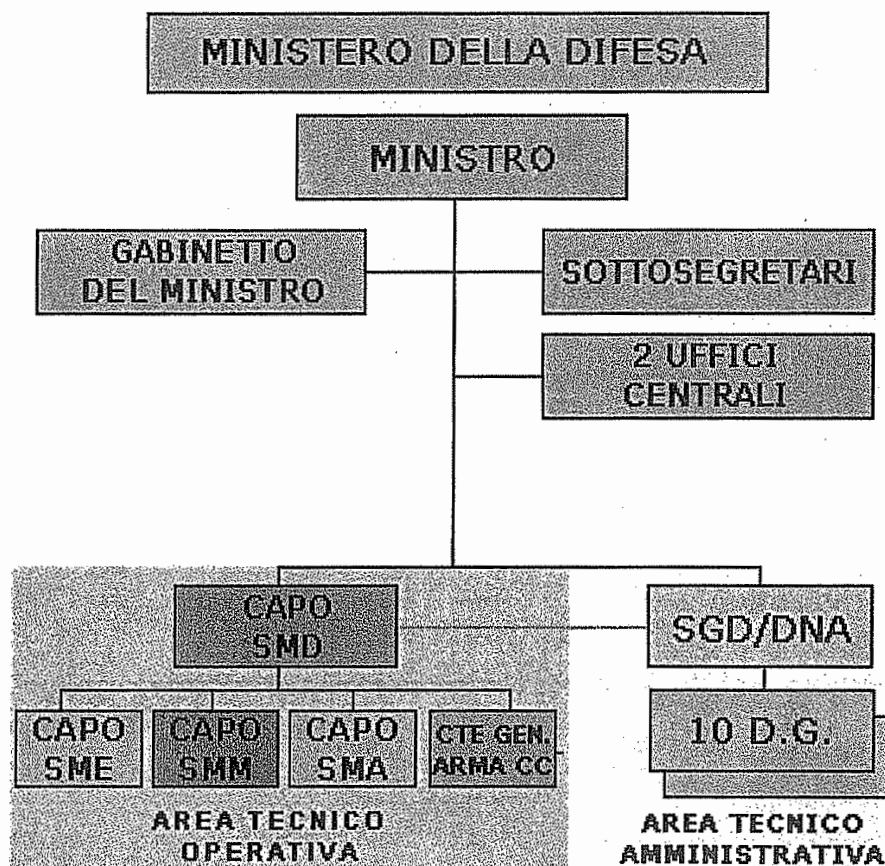 MINISTERO DELLA DIFESA
MINISTRO
GABINETTO
DEL MINISTRO
SOTTOSEGRETARI
2 UFFICI
CENTRALI
CAPO
SMD
SGD/DNA
CAPO
SME
CAPO
SMM
CAPO
SMA
CTE GEN.
ARMA CC
10 D.G.
AREA TECNICO
OPERATIVA
AREA TECNICO
AMMINISTRATIVA